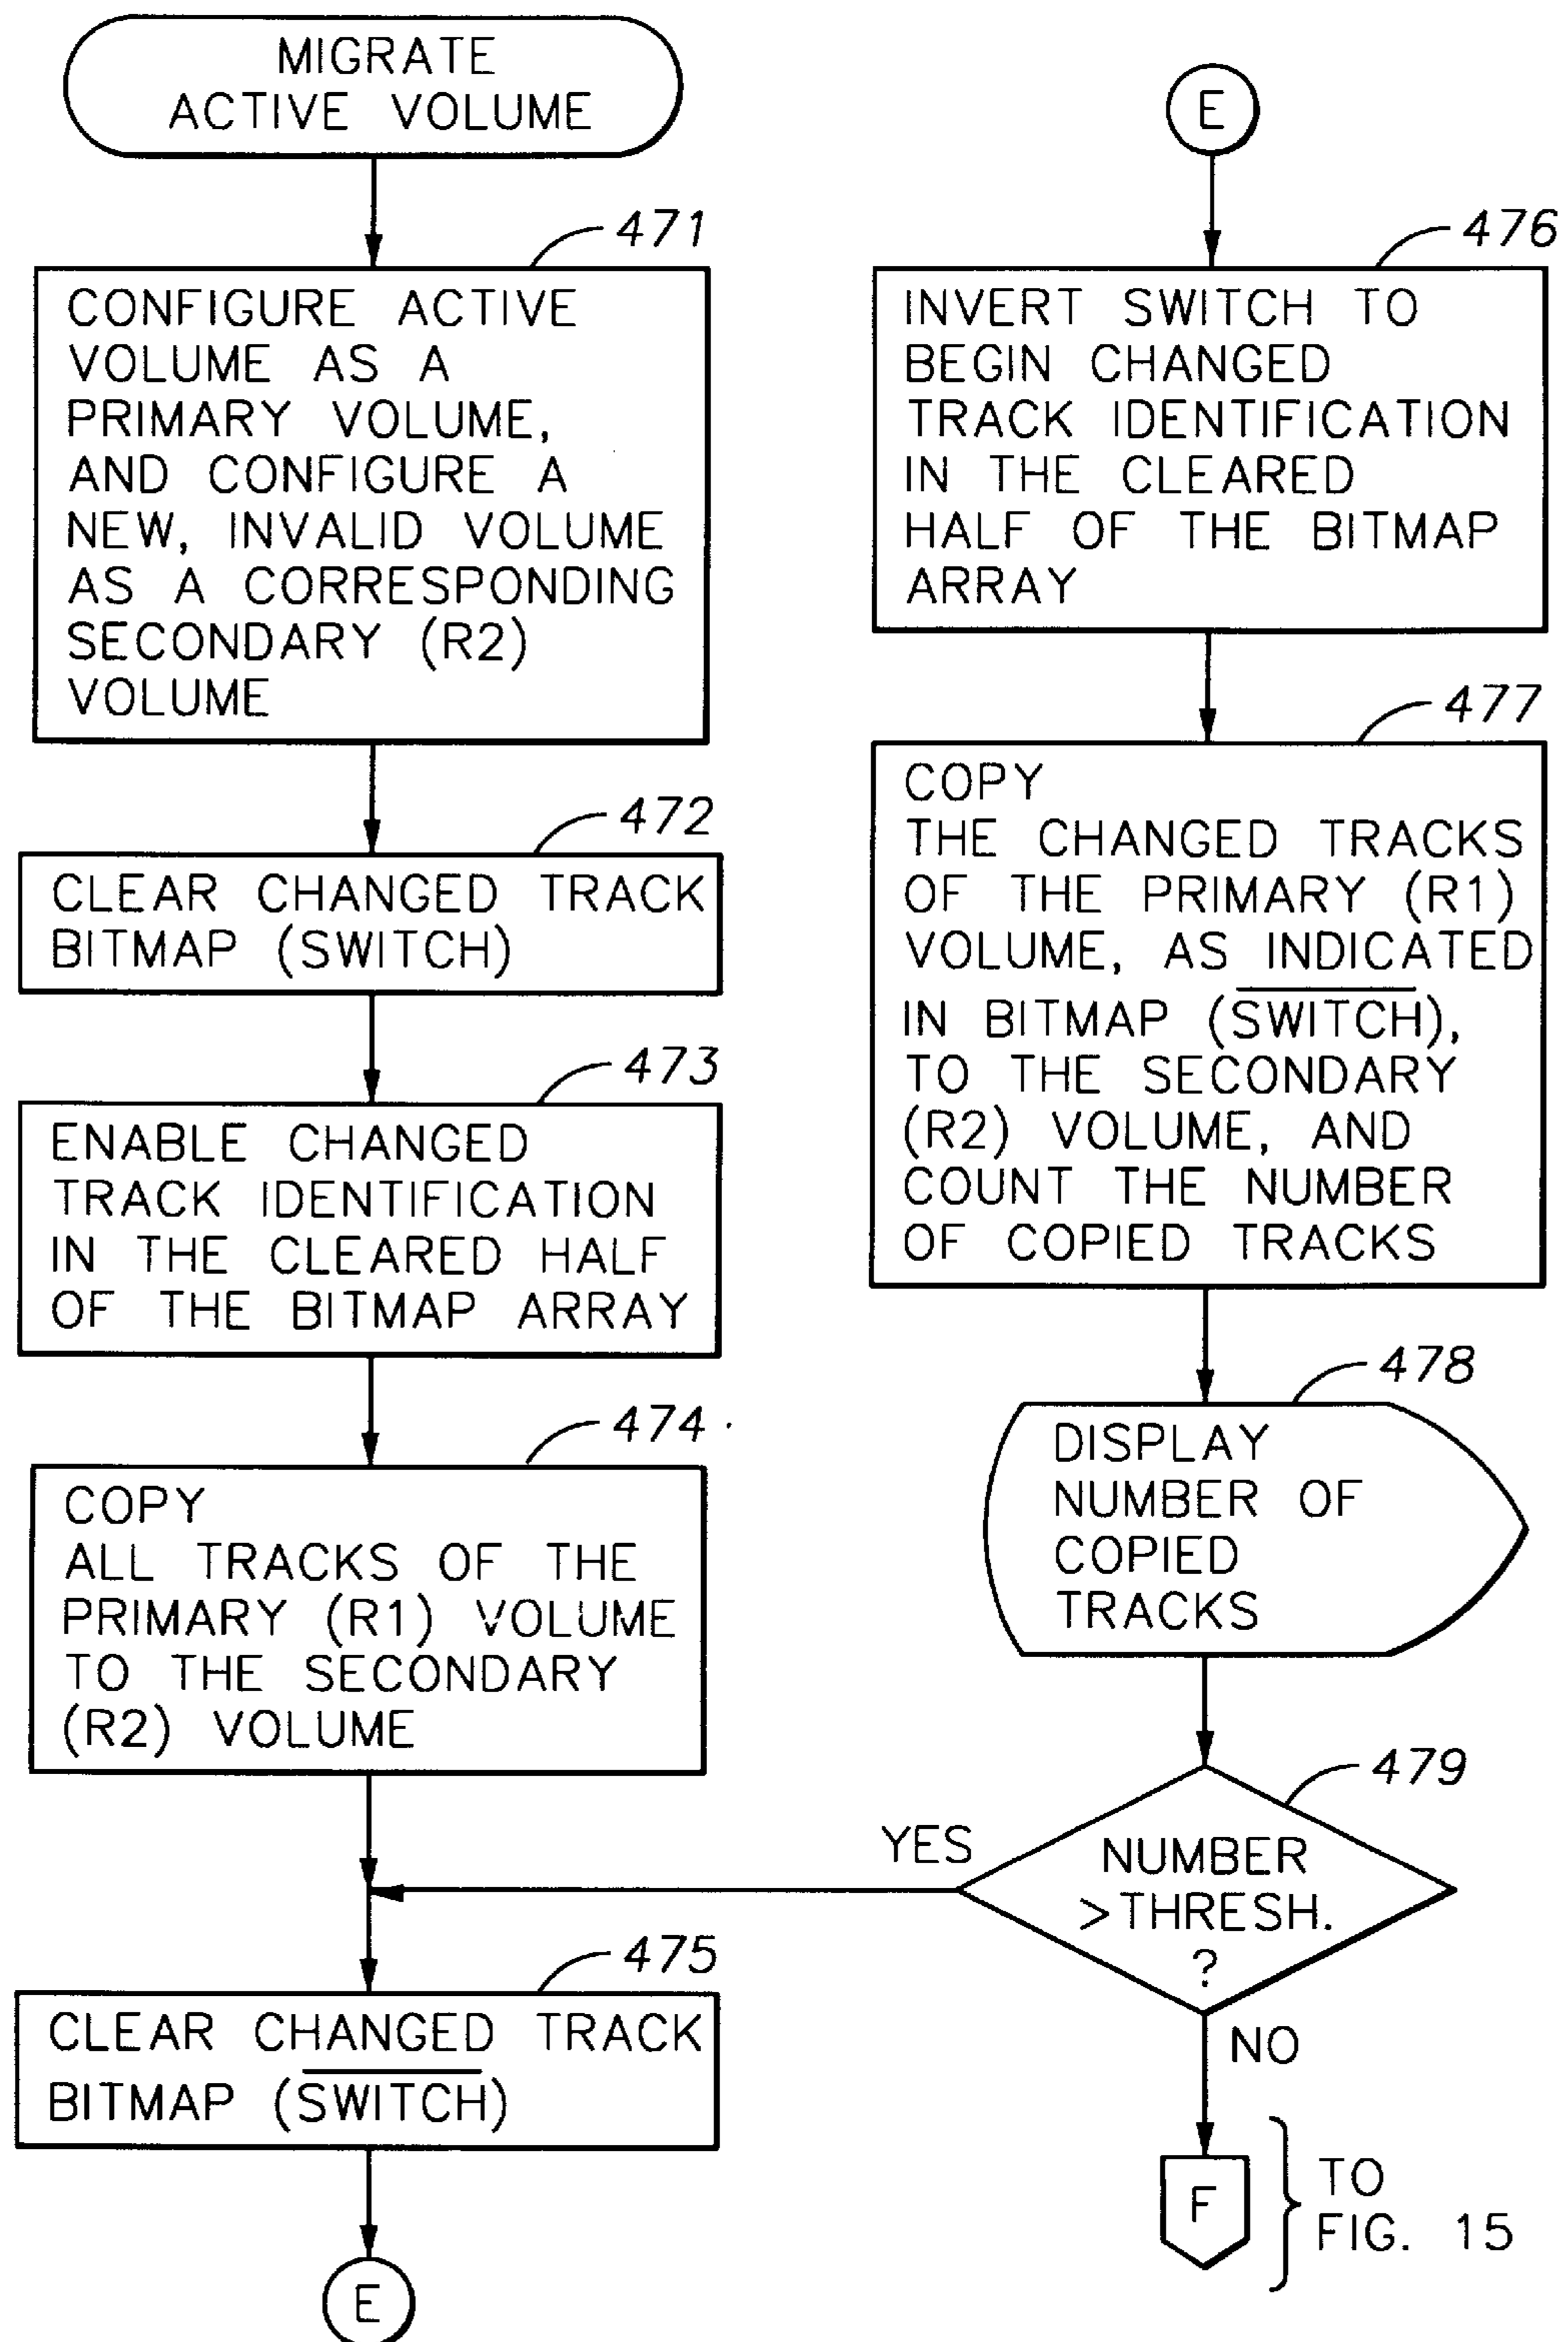 MIGRATE
ACTIVE VOLUME
471
CONFIGURE ACTIVE
VOLUME AS A
PRIMARY VOLUME,
AND CONFIGURE A
NEW, INVALID VOLUME
AS A CORRESPONDING
SECONDARY (R2)
VOLUME
472
CLEAR CHANGED TRACK
BITMAP (SWITCH)
473
ENABLE CHANGED
TRACK IDENTIFICATION
IN THE CLEARED HALF
OF THE BITMAP ARRAY
474
COPY
ALL TRACKS OF THE
PRIMARY (R1) VOLUME
TO THE SECONDARY
(R2) VOLUME
475
CLEAR CHANGED TRACK
BITMAP (S̅W̅I̅T̅C̅H̅)
E
E
476
INVERT SWITCH TO
BEGIN CHANGED
TRACK IDENTIFICATION
IN THE CLEARED
HALF OF THE BITMAP
ARRAY
477
COPY
THE CHANGED TRACKS
OF THE PRIMARY (R1)
VOLUME, AS INDICATED
IN BITMAP (S̅W̅I̅T̅C̅H̅),
TO THE SECONDARY
(R2) VOLUME, AND
COUNT THE NUMBER
OF COPIED TRACKS
478
DISPLAY
NUMBER OF
COPIED
TRACKS
479
NUMBER
>THRESH.
?
YES
NO
F
TO
FIG. 15